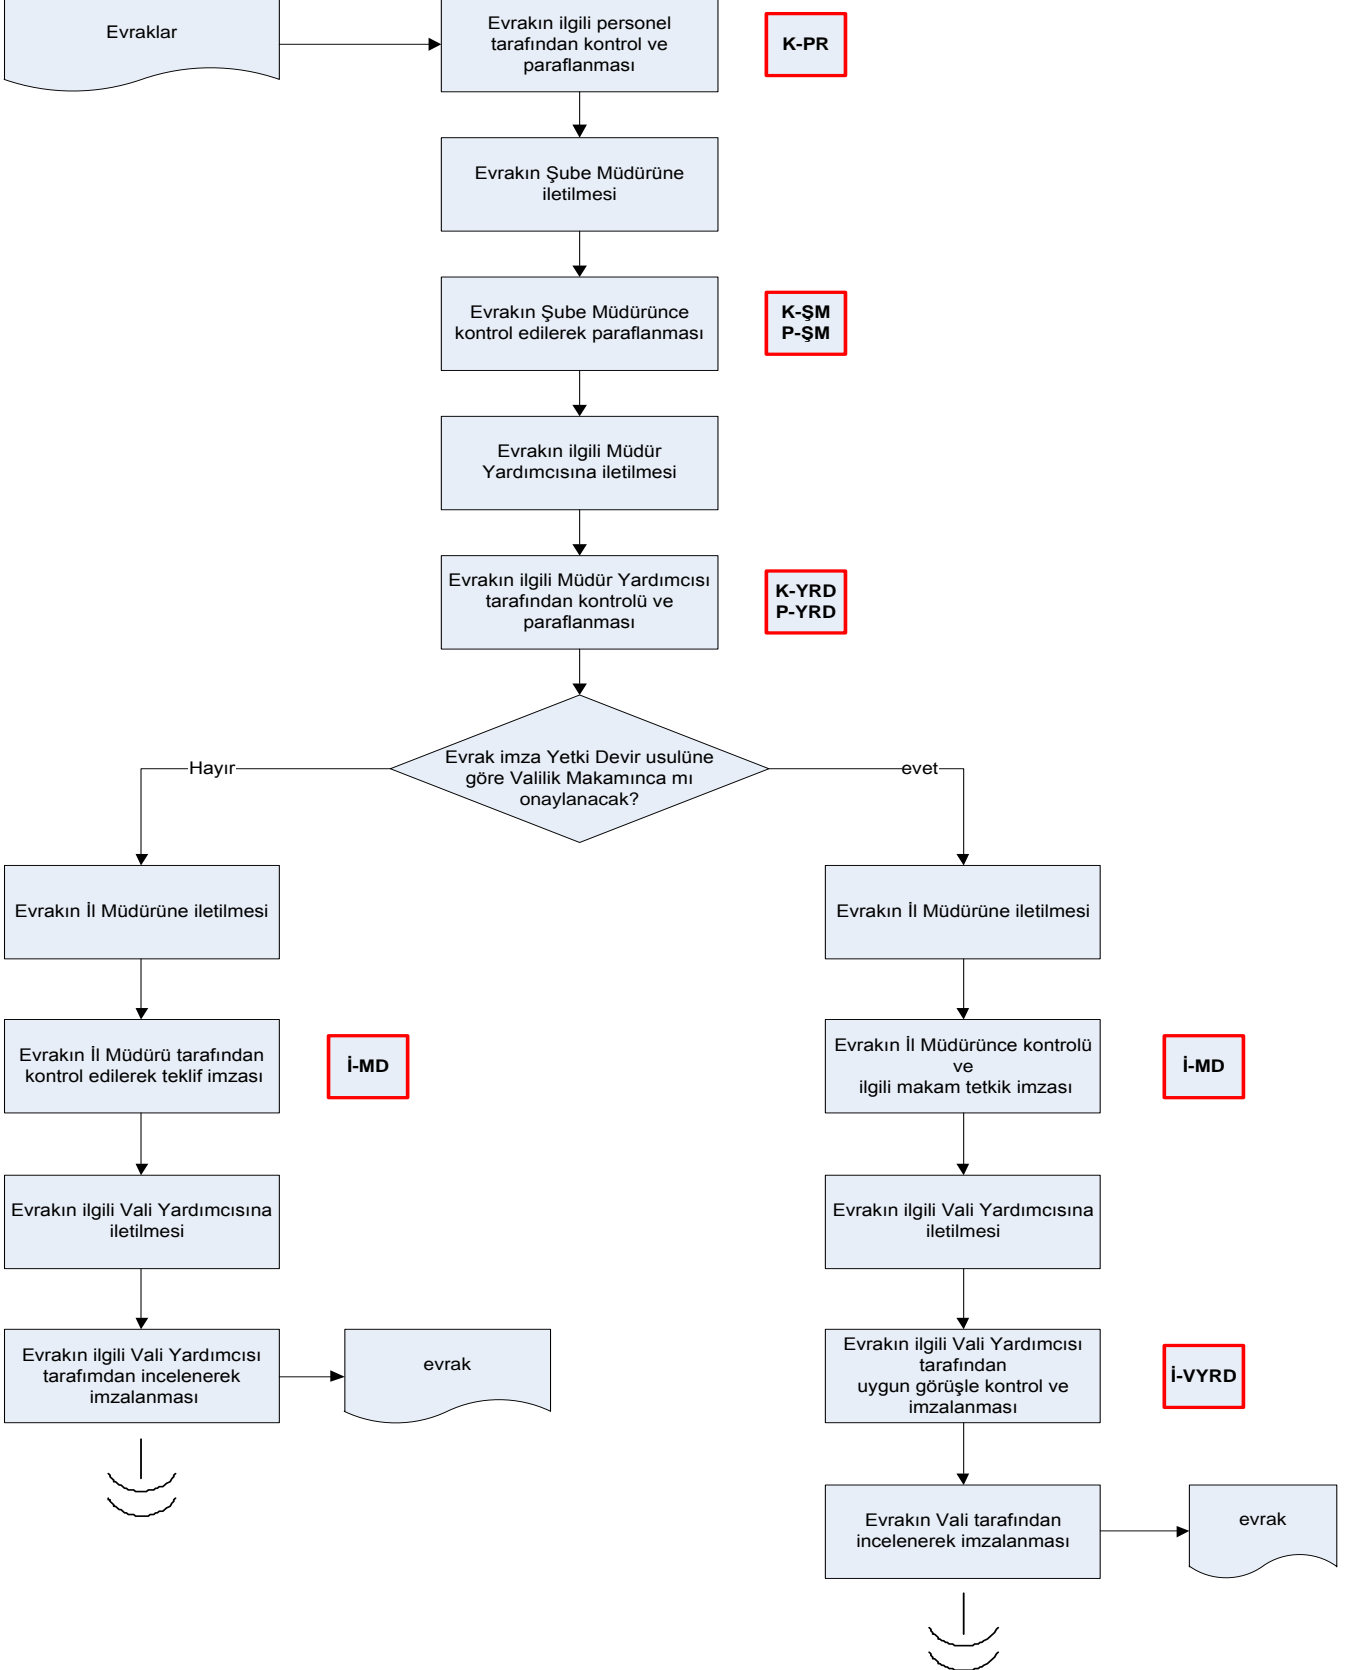 Evraklar
Evrakın ilgili personel
tarafından kontrol ve
paraflanması
K-PR
Evrakın Şube Müdürüne
iletilmesi
Evrakın Şube Müdürünce
kontrol edilerek paraflanması
K-ŞM
P-ŞM
Evrakın ilgili Müdür
Yardımcısına iletilmesi
Evrakın ilgili Müdür Yardımcısı
tarafından kontrolü ve
paraflanması
K-YRD
P-YRD
Evrak imza Yetki Devir usulüne
göre Valilik Makamınca mı
onaylanacak?
Hayır
evet
Evrakın İl Müdürüne iletilmesi
Evrakın İl Müdürüne iletilmesi
Evrakın İl Müdürü tarafından
kontrol edilerek teklif imzası
İ-MD
Evrakın İl Müdürünce kontrolü
ve
ilgili makam tetkik imzası
İ-MD
Evrakın ilgili Vali Yardımcısına
iletilmesi
Evrakın ilgili Vali Yardımcısına
iletilmesi
Evrakın ilgili Vali Yardımcısı
tarafımdan incelenerek
imzalanması
evrak
Evrakın ilgili Vali Yardımcısı
tarafından
uygun görüşle kontrol ve
imzalanması
İ-VYRD
Evrakın Vali tarafından
incelenerek imzalanması
evrak